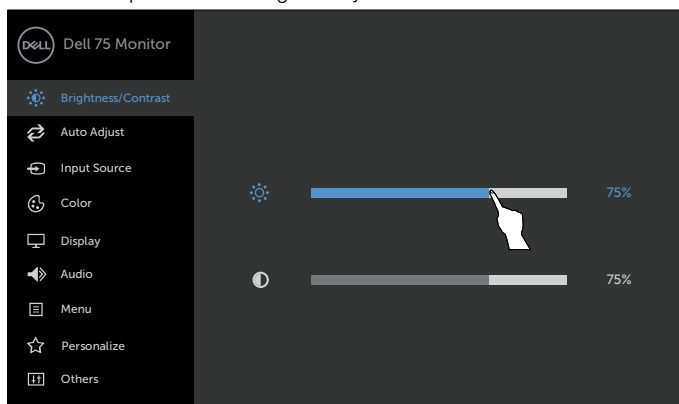 DELL
Dell 75 Monitor
Brightness/Contrast
Auto Adjust
Input Source
Color
75%
Display
Audio
75%
Menu
Personalize
Others